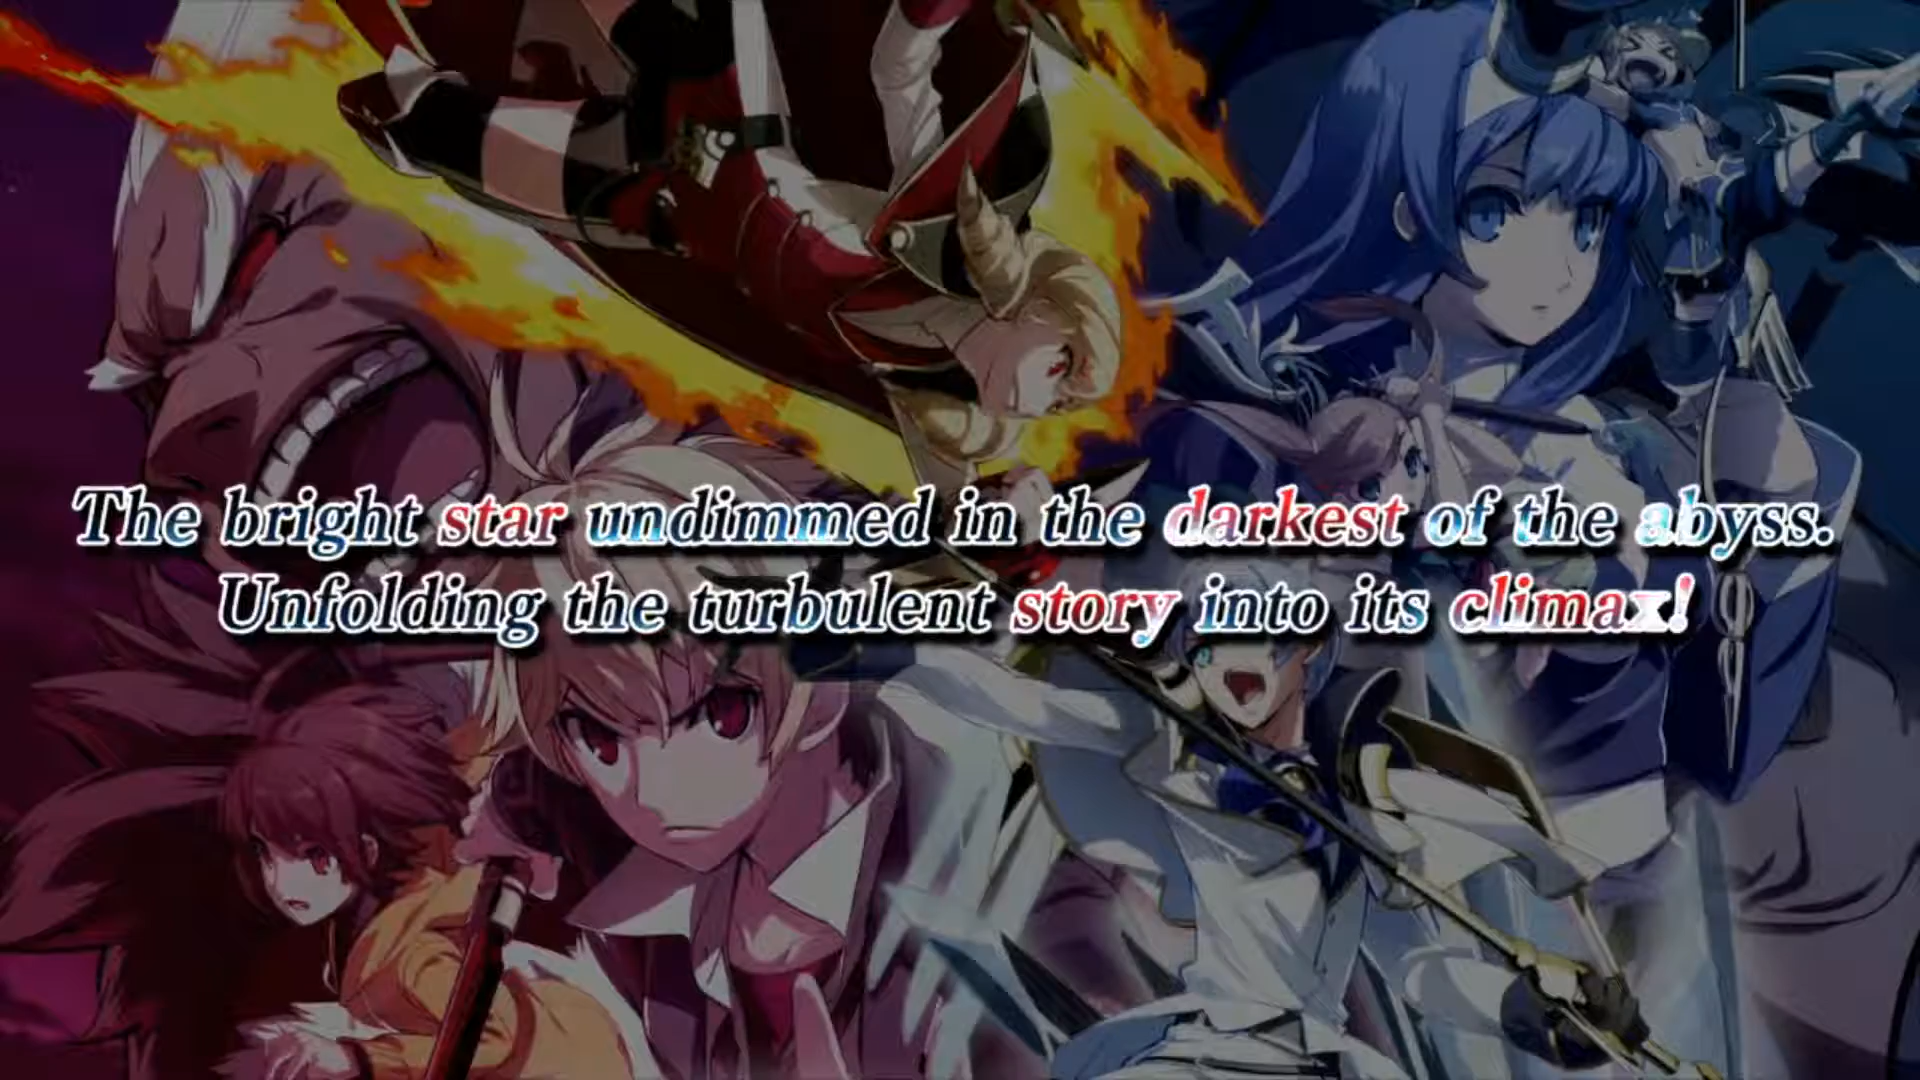 The bright star undimmed in the darkest of the abyss.
Unfolding the turbulent story into its climax!